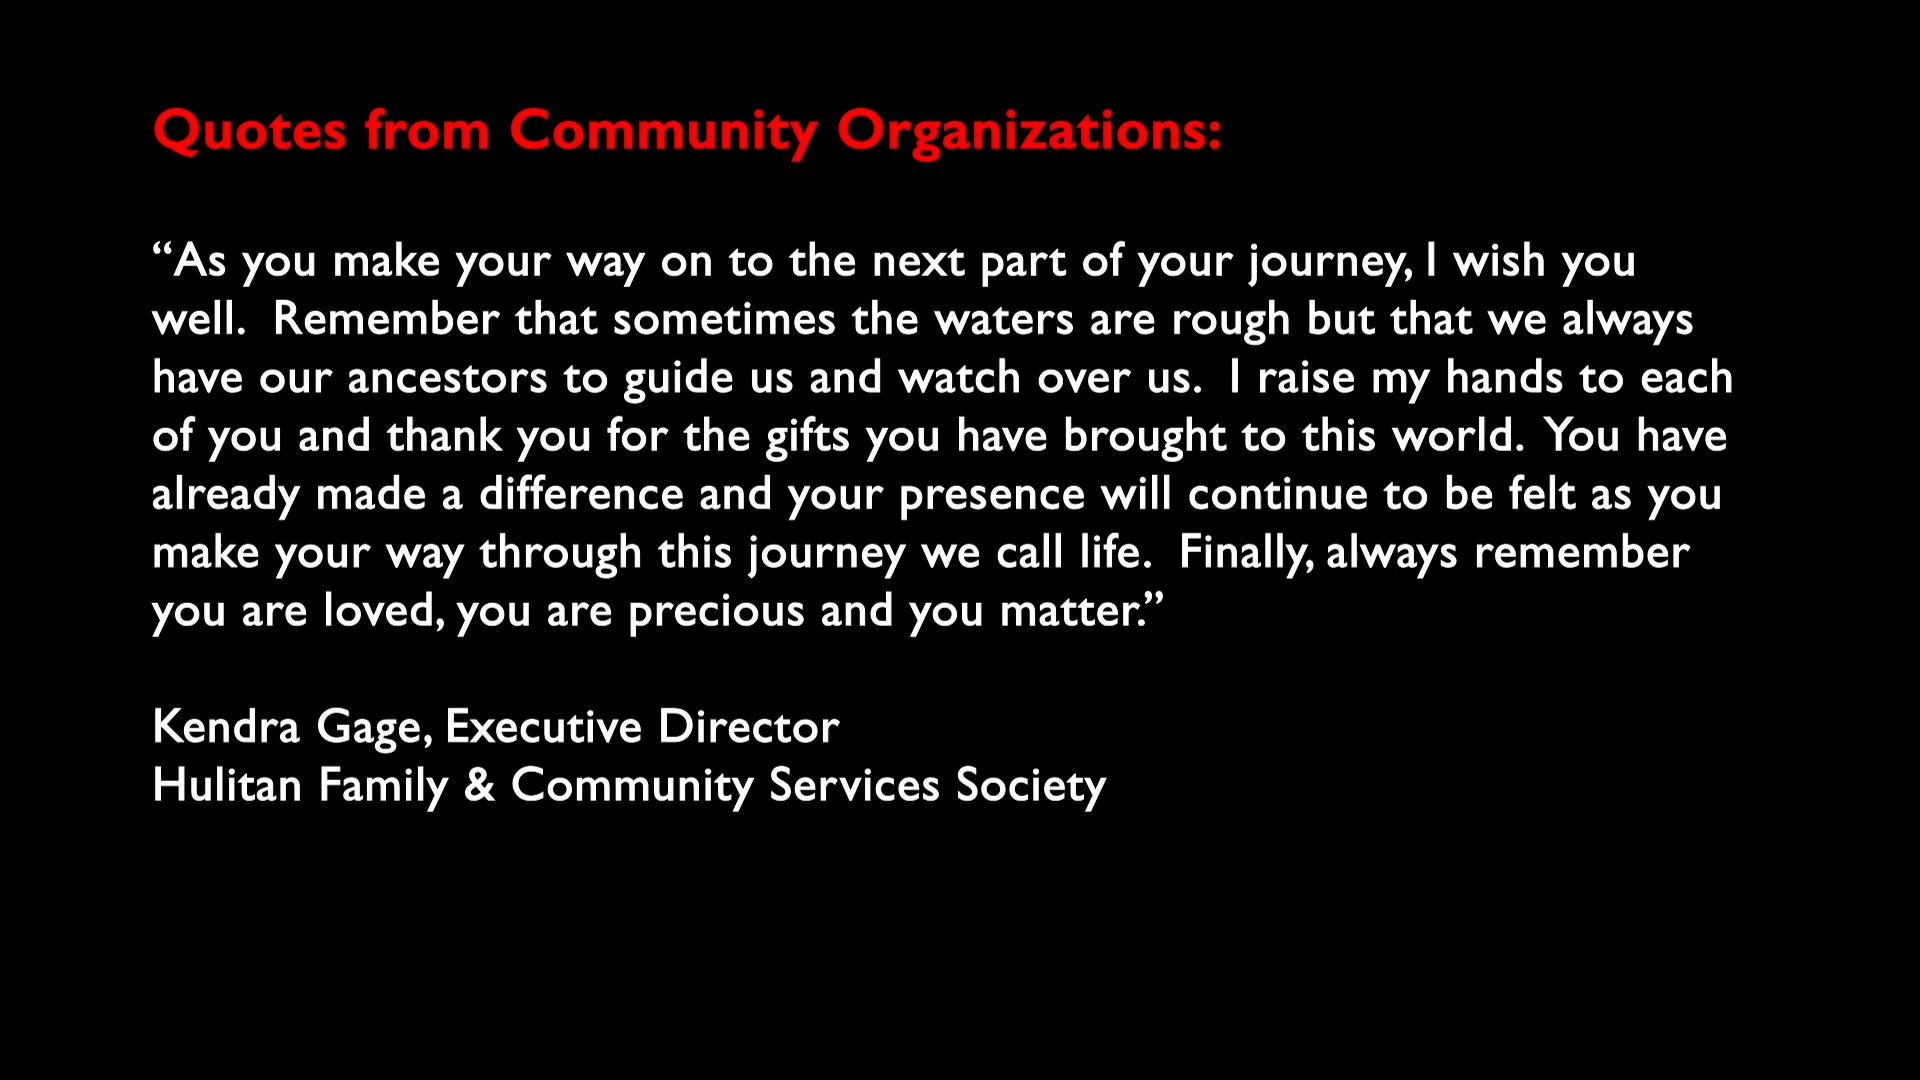 Quotes from Community Organizations:
“As you make your way on to the next part of your journey, I wish you
well.  Remember that sometimes the waters are rough but that we always
have our ancestors to guide us and watch over us.  I raise my hands to each
of you and thank you for the gifts you have brought to this world.  You have
already made a difference and your presence will continue to be felt as you
make your way through this journey we call life.  Finally, always remember
you are loved, you are precious and you matter.”
Kendra Gage, Executive Director
Hulitan Family & Community Services Society